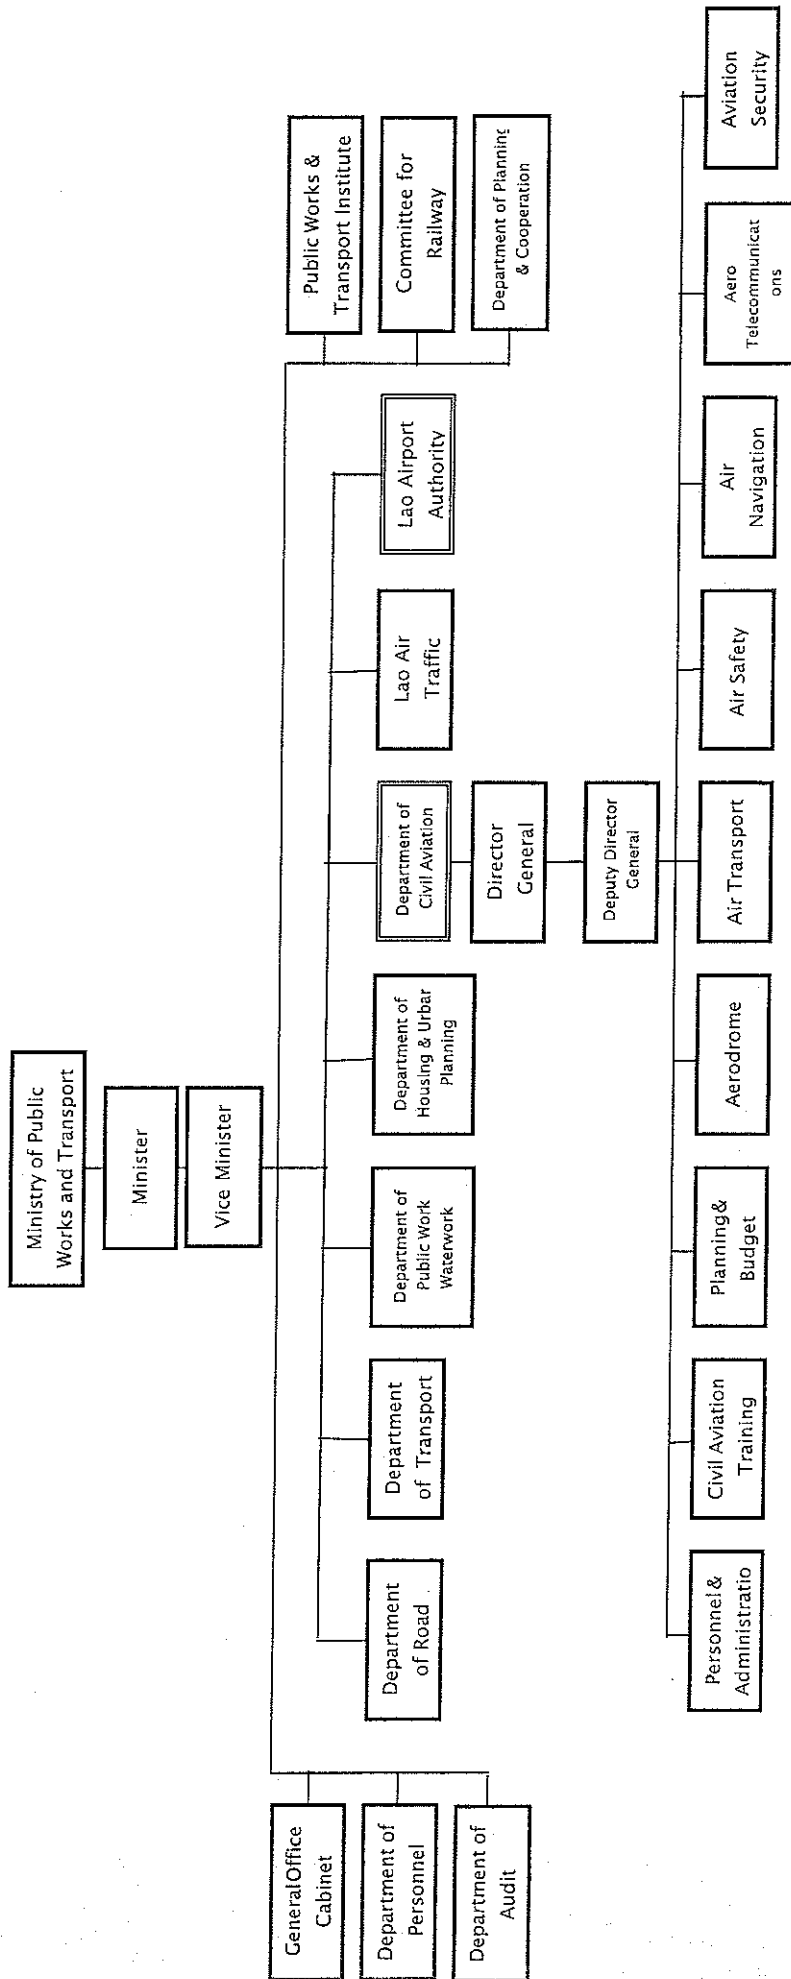 Ministry of Public
Works and Transport
Minister
Vice Minister
General Office
Cabinet
Department of
Personnel
Department of
Audit
Public Works &
Transport Institute
Committee for
Railway
Department of Planning
& Cooperation
Department
of Road
Department
of Transport
Department of
Public Work
Waterwork
Department of
Housing & Urbar
Planning
Department of
Civil Aviation
Lao Air
Traffic
Lao Airport
Authority
Director
General
Deputy Director
General
Personnel &
Administratio
Civil Aviation
Training
Planning &
Budget
Aerodrome
Air Transport
Air Safety
Air
Navigation
Aero
Telecommunicat
ons
Aviation
Security